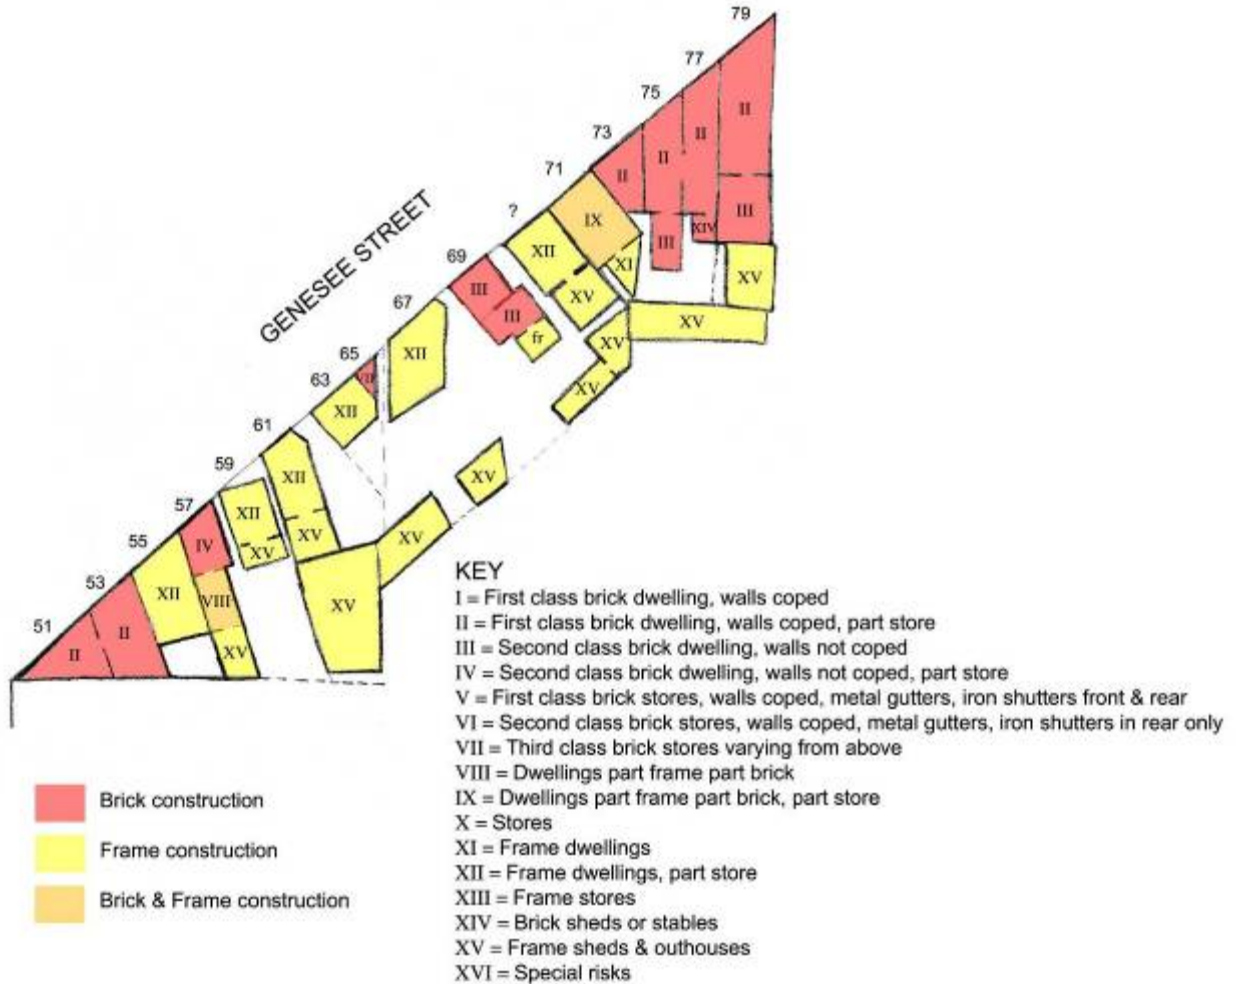 79
77
75
73
71
?
69
67
65
63
61
59
57
55
53
51
GENESEE STREET
II
II
II
II
III
III
XIV
XV
XV
IX
XI
XII
XV
XV
XV
III
III
fr
XII
VII
XII
XII
XV
XV
XV
XV
XII
XV
IV
VIII
XV
XII
II
II
KEY
I = First class brick dwelling, walls coped
II = First class brick dwelling, walls coped, part store
III = Second class brick dwelling, walls not coped
IV = Second class brick dwelling, walls not coped, part store
V = First class brick stores, walls coped, metal gutters, iron shutters front & rear
VI = Second class brick stores, walls coped, metal gutters, iron shutters in rear only
VII = Third class brick stores varying from above
VIII = Dwellings part frame part brick
IX = Dwellings part frame part brick, part store
X = Stores
XI = Frame dwellings
XII = Frame dwellings, part store
XIII = Frame stores
XIV = Brick sheds or stables
XV = Frame sheds & outhouses
XVI = Special risks
Brick construction
Frame construction
Brick & Frame construction